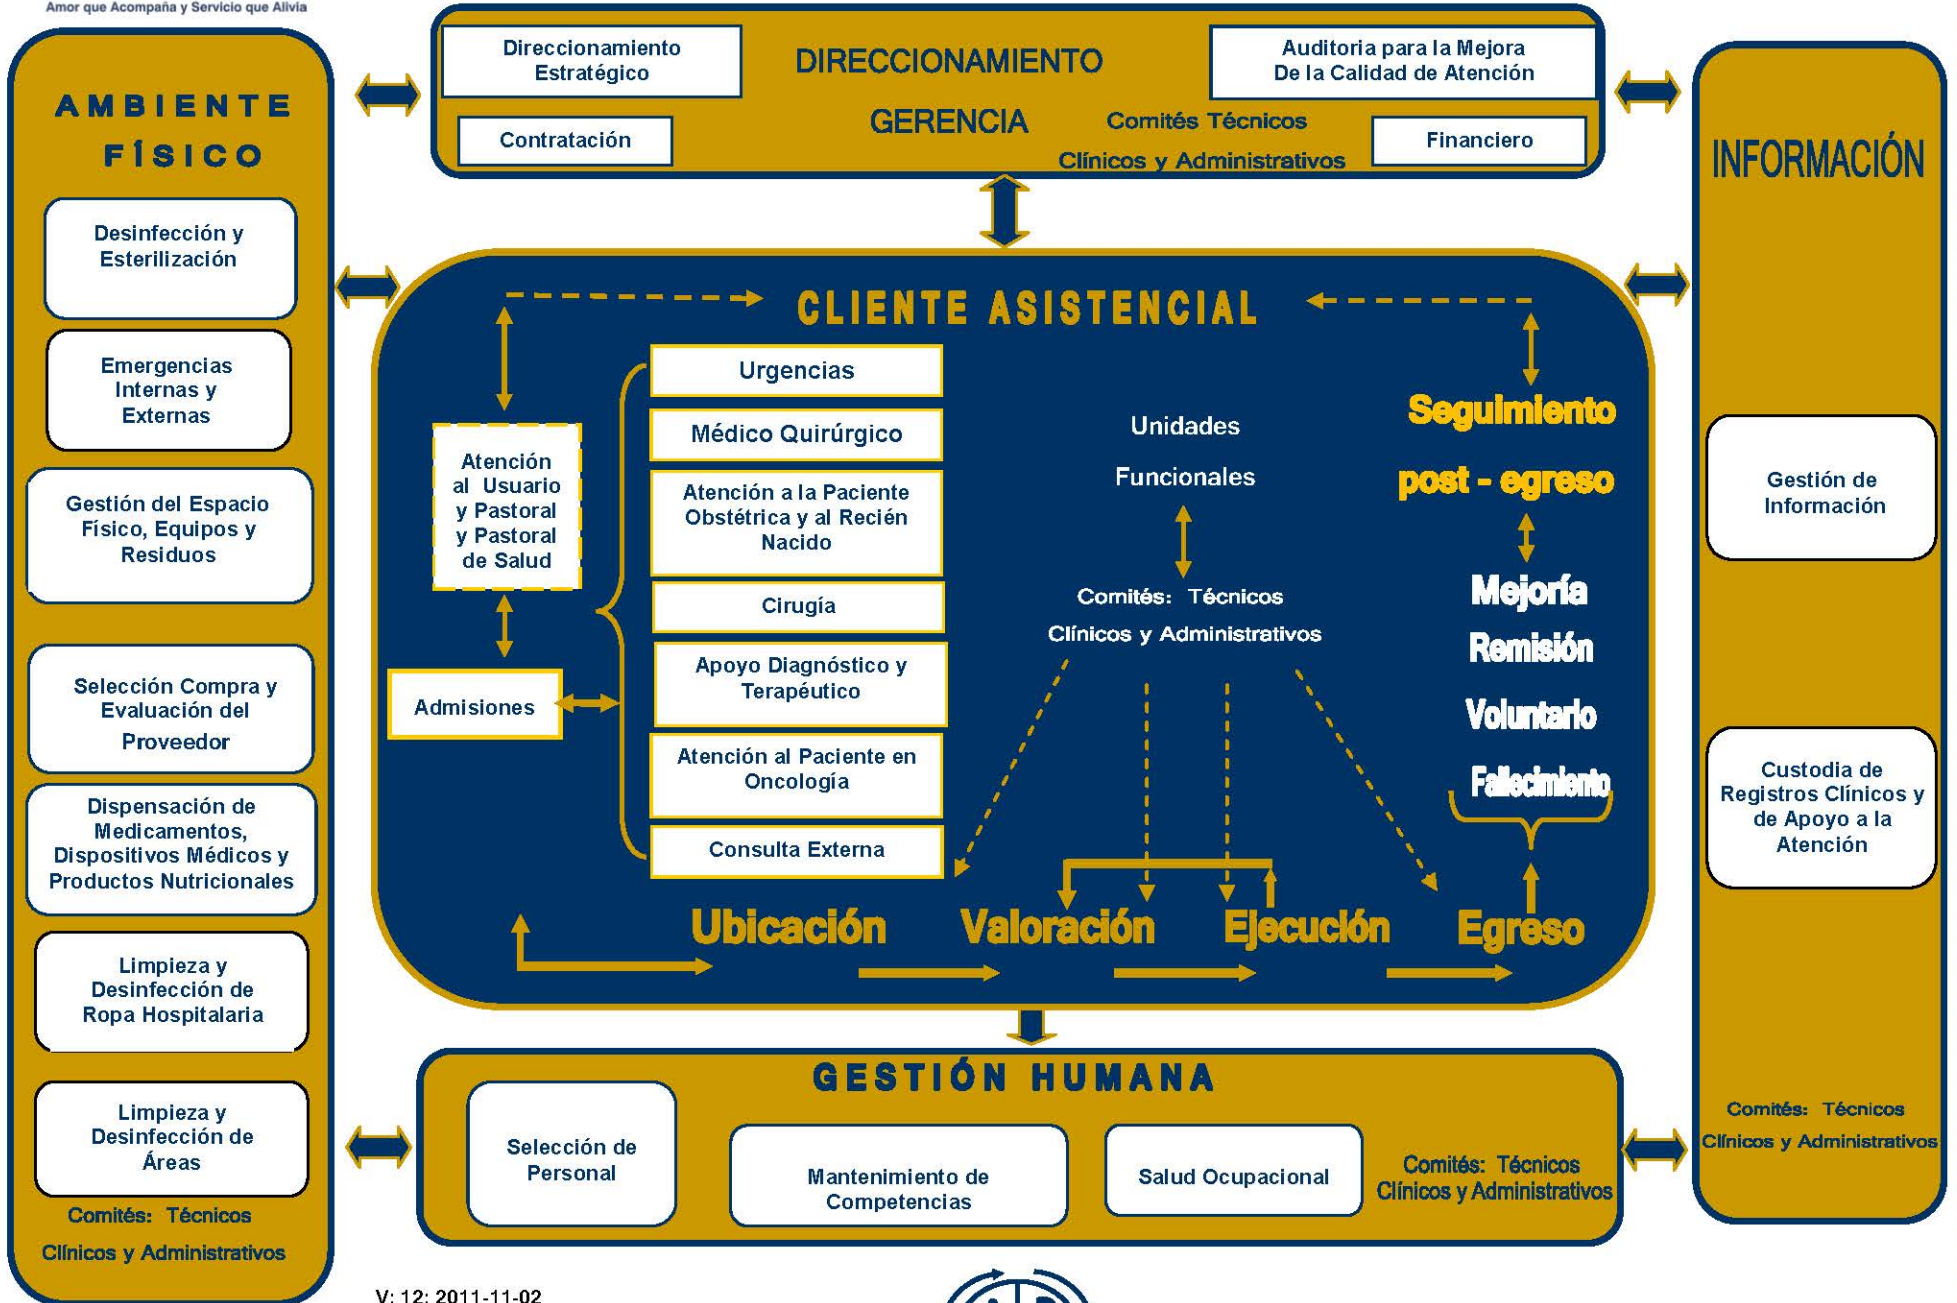 Amor que Acompaña y Servicio que Alivia
AMBIENTE
FÍSICO
Desinfección y
Esterilización
Emergencias
Internas y
Externas
Gestión del Espacio
Físico, Equipos y
Residuos
Selección Compra y
Evaluación del
Proveedor
Dispensación de
Medicamentos,
Dispositivos Médicos y
Productos Nutricionales
Limpieza y
Desinfección de
Ropa Hospitalaria
Limpieza y
Desinfección de
Áreas
Comités: Técnicos
Clínicos y Administrativos
Direccionamiento
Estratégico
Contratación
DIRECCIONAMIENTO
GERENCIA
Comités Técnicos
Clínicos y Administrativos
Auditoria para la Mejora
De la Calidad de Atención
Financiero
CLIENTE ASISTENCIAL
Atención
al Usuario
y Pastoral
y Pastoral
de Salud
Admisiones
Urgencias
Médico Quirúrgico
Atención a la Paciente
Obstétrica y al Recién
Nacido
Cirugía
Apoyo Diagnóstico y
Terapéutico
Atención al Paciente en
Oncología
Consulta Externa
Unidades
Funcionales
Comités: Técnicos
Clínicos y Administrativos
Seguimiento
post - egreso
Mejoría
Remisión
Voluntario
Fallecimiento
Ubicación
Valoración
Ejecución
Egreso
GESTIÓN HUMANA
Selección de
Personal
Mantenimiento de
Competencias
Salud Ocupacional
Comités: Técnicos
Clínicos y Administrativos
INFORMACIÓN
Gestión de
Información
Custodia de
Registros Clínicos y
de Apoyo a la
Atención
Comités: Técnicos
Clínicos y Administrativos
V: 12: 2011-11-02